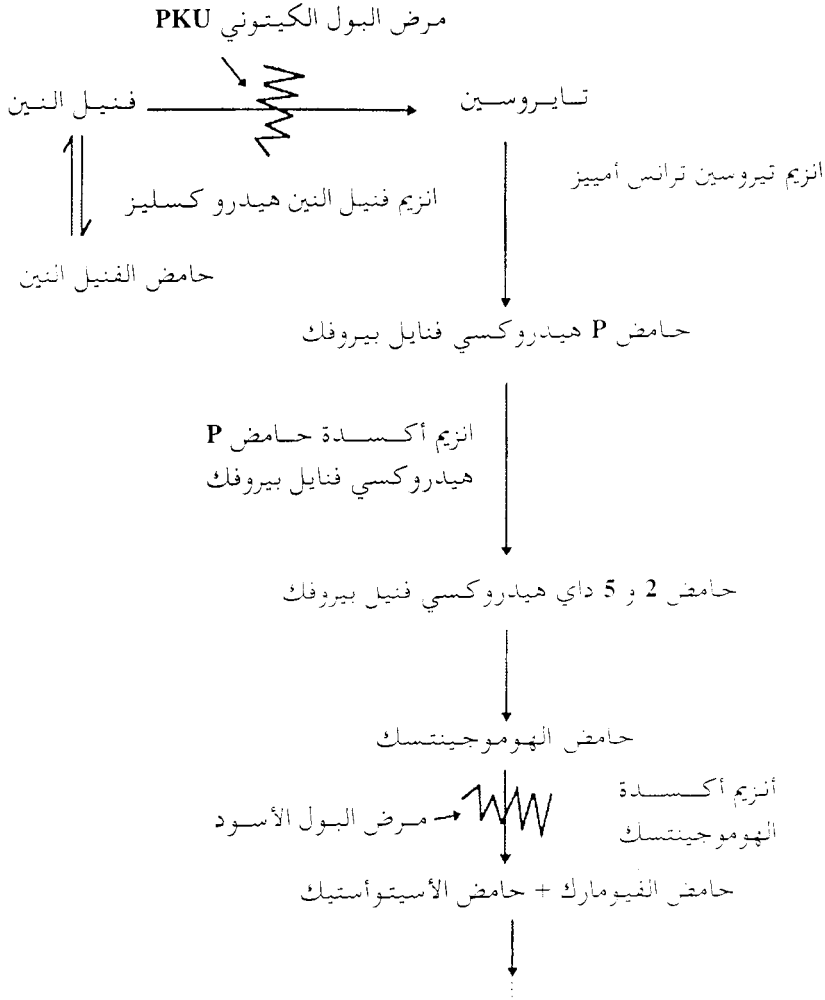 مرض البول الكيتوني PKU
فنيل النين
تايروسين
انزيم تيروسين ترانس أمييز
انزيم فنيل النين هيدرو كسليز
حامض الفنيل النين
حامض P هيدروكسي فنايل بيروفك
انزيم أكسدة حامض P
هيدروكسي فنايل بيروفك
حامض 2 و 5 داي هيدروكسي فنيل بيروفك
حامض الهوموجينتسك
أنزيم أكسدة
الهوموجينتسك
مرض البول الأسود
حامض الفيومارك + حامض الأسيتوأستيك